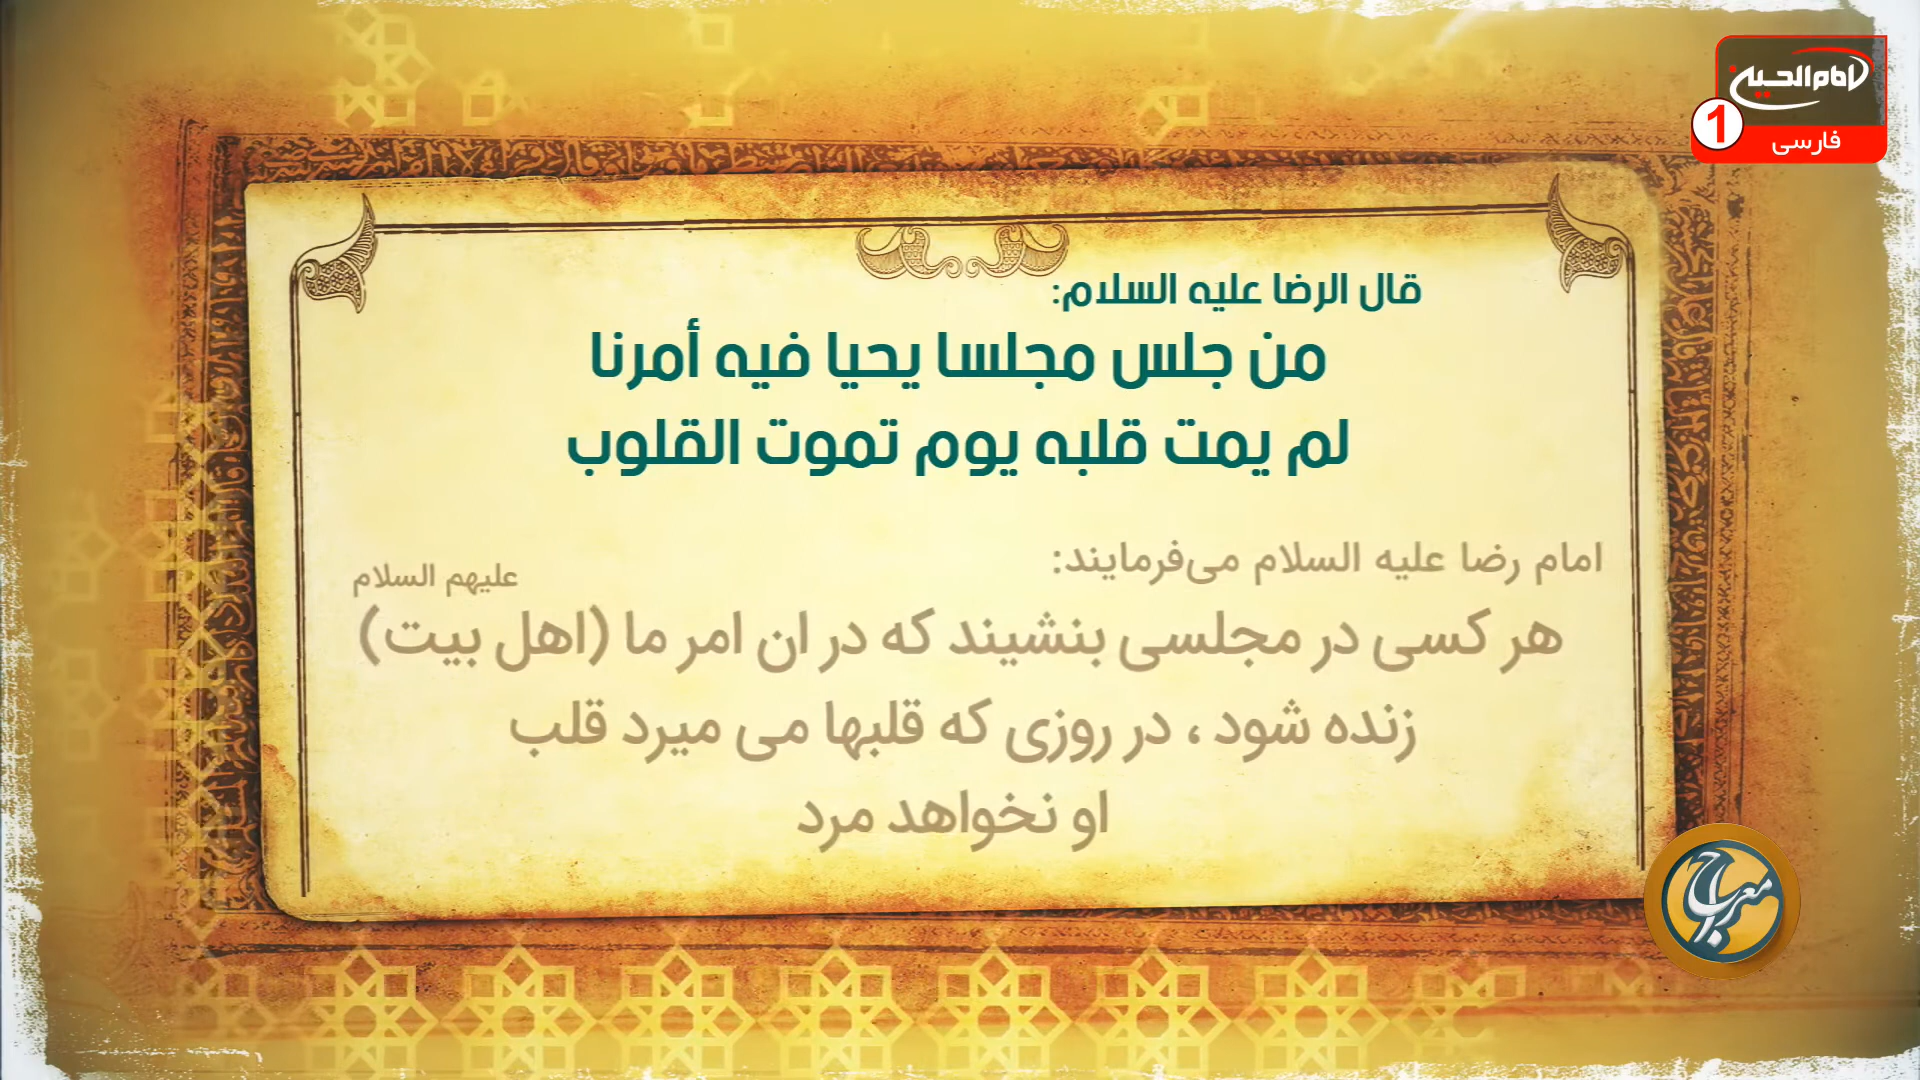 امام الحسین
1
فارسی
قال الرضا علیه السلام:
من جلس مجلسا یحیا فیه أمرنا
لم یمت قلبه یوم تموت القلوب
امام رضا علیه السلام می‌فرمایند:
علیهم السلام
هر کسی در مجلسی بنشیند که در ان امر ما (اهل بیت)
زنده شود ، در روزی که قلبها می میرد قلب
او نخواهد مرد
معراج